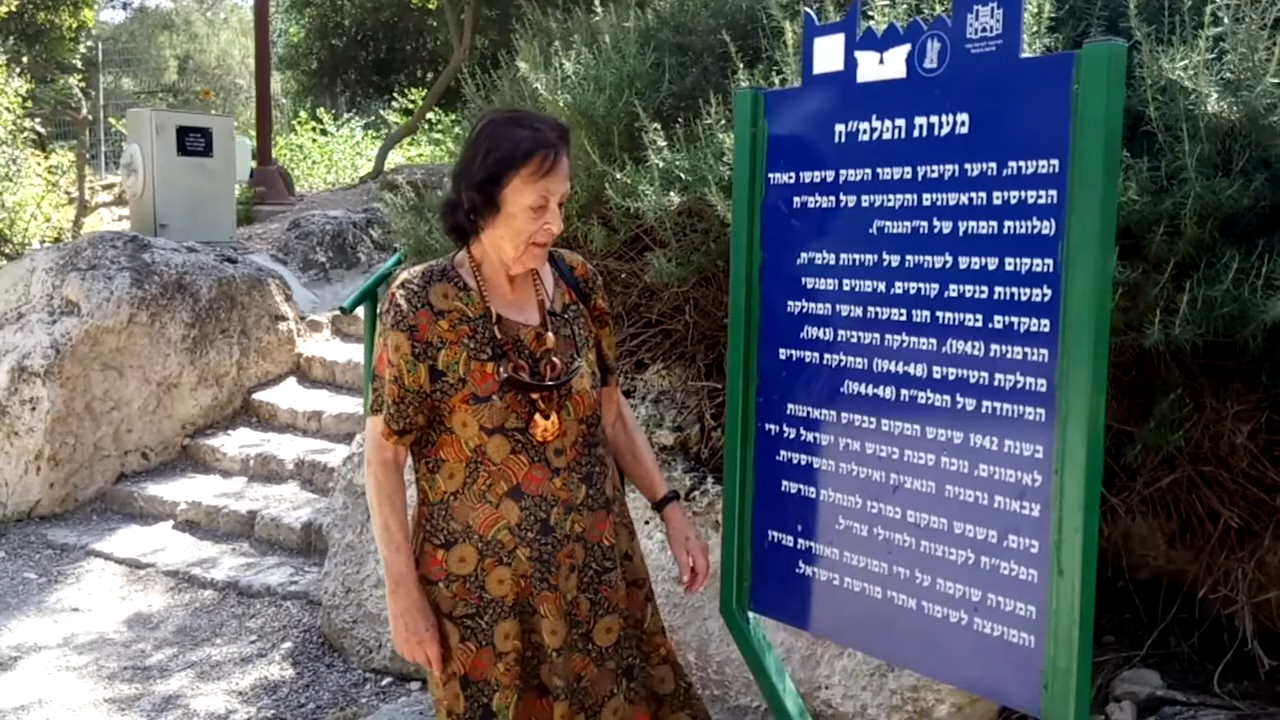 מערת הפלמ״ח
המערה, היער וקיבוץ משמר העמק שימשו כאחד
הבסיסים הראשונים והקבועים של הפלמ״ח
(פלוגות המחץ של ה״הגנה״).
המקום שימש לשהייה של יחידות פלמ״ח,
למטרות כנסים, קורסים, אימונים ומפגשי
מפקדים. במיוחד חנו במערה אנשי המחלקה
הגרמנית (1942), המחלקה הערבית (1943),
מחלקת הטייסים (1944-48) ומחלקת הסיירים
המיוחדת של הפלמ״ח (1944-48).
בשנת 1942 שימש המקום כבסיס התארגנות
לאימונים, נוכח סכנת כיבוש ארץ ישראל על ידי
צבאות גרמניה הנאצית ואיטליה הפשיסטית.
כיום, משמש המקום כמרכז להנחלת מורשת
הפלמ״ח לקבוצות ולחיילי צה״ל.
המערה שוקמה על ידי המועצה האזורית מגידו
והמועצה לשימור אתרי מורשת בישראל.